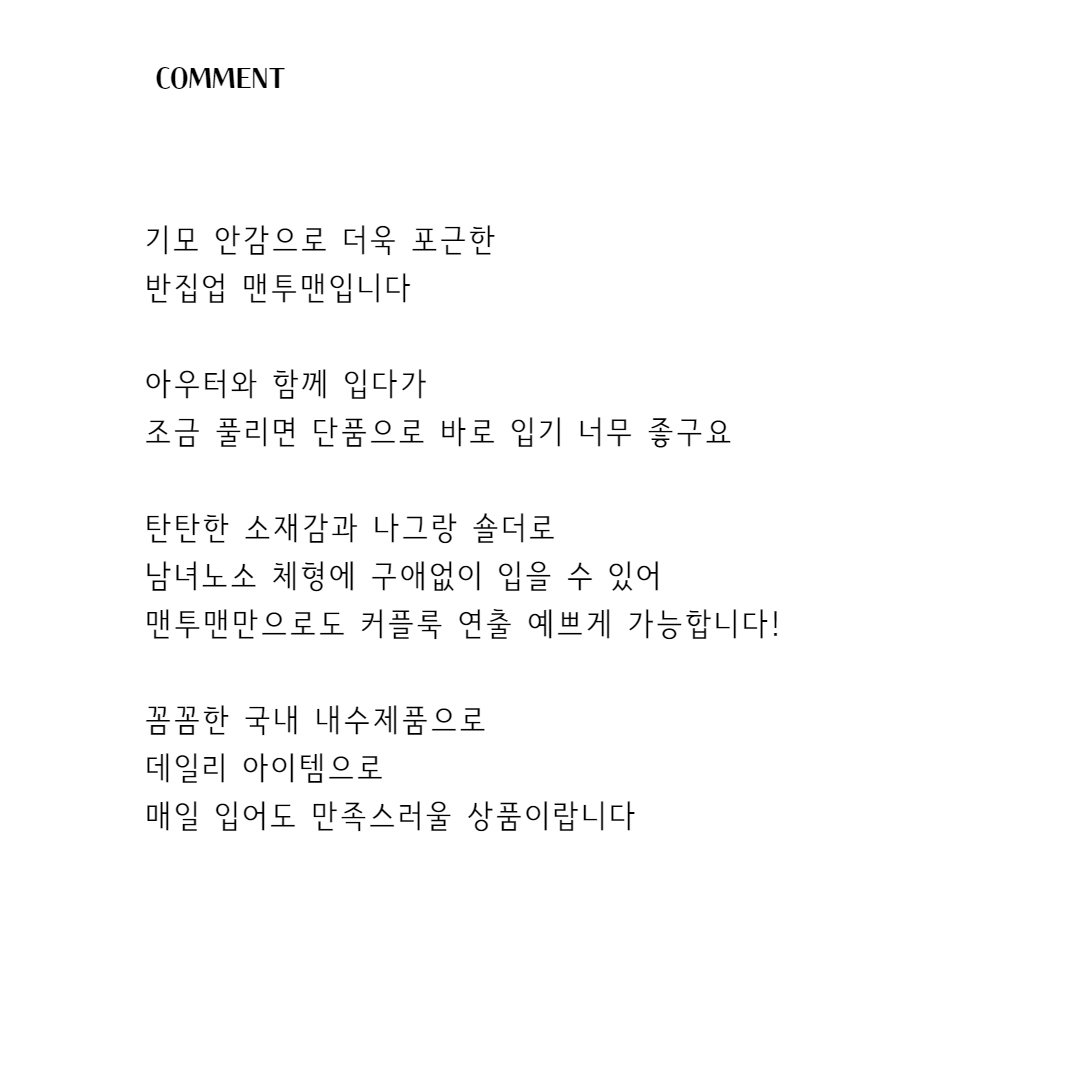 COMMENT
기모 안감으로 더욱 포근한
반집업 맨투맨입니다
아우터와 함께 입다가
조금 풀리면 단품으로 바로 입기 너무 좋구요
탄탄한 소재감과 나그랑 숄더로
남녀노소 체형에 구애없이 입을 수 있어
맨투맨만으로도 커플룩 연출 예쁘게 가능합니다!
꼼꼼한 국내 내수제품으로
데일리 아이템으로
매일 입어도 만족스러울 상품이랍니다